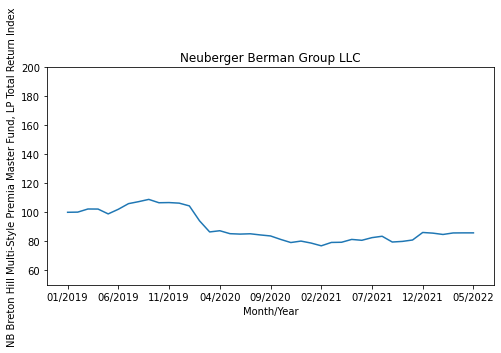 Neuberger Berman Group LLC
NB Breton Hill Multi-Style Premia Master Fund, LP Total Return Index
200
180
160
140
120
100
80
60
01/2019 06/2019 11/2019 04/2020 09/2020 02/2021 07/2021 12/2021 05/2022
Month/Year